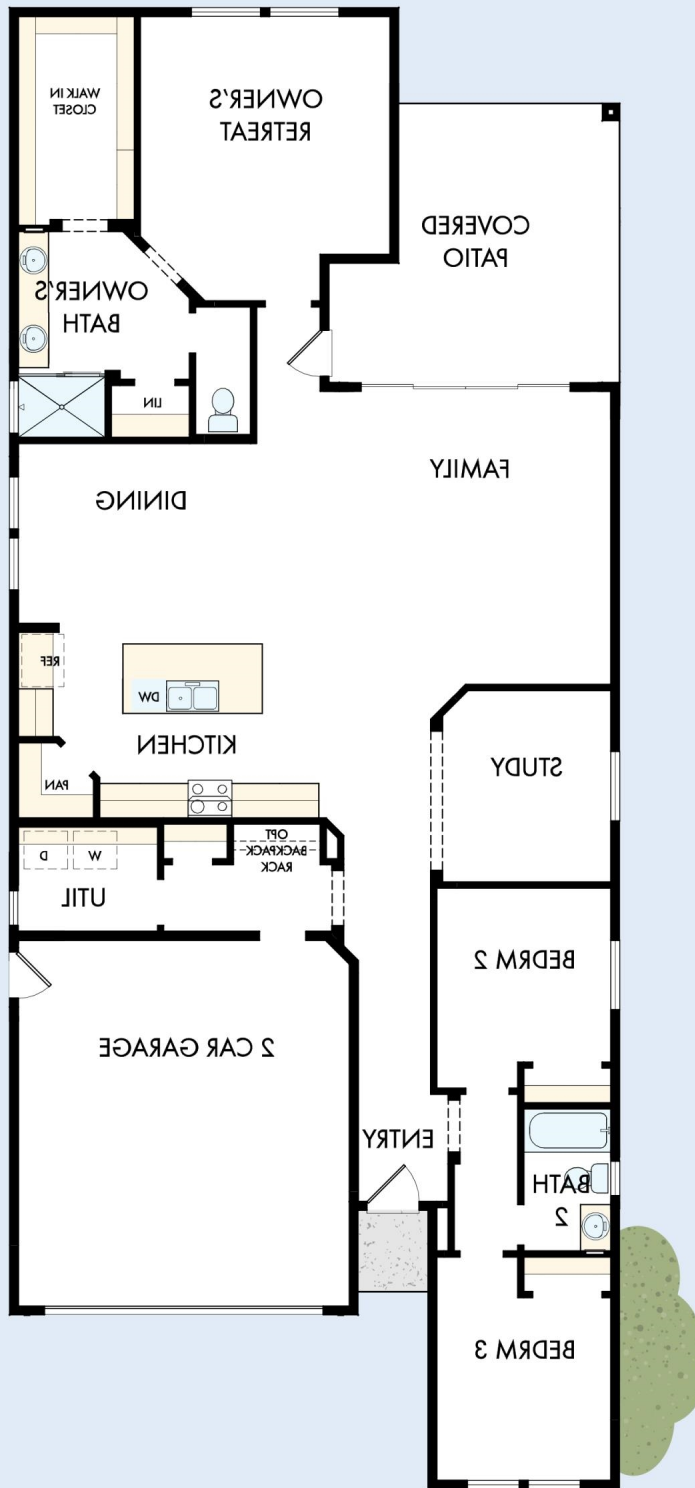 WALK IN
CLOSET
OWNER'S
RETREAT
COVERED
PATIO
OWNER'S
BATH
LIN
FAMILY
DINING
REF
DW
KITCHEN
PAN
STUDY
OPT
BACKPACK
RACK
D
W
UTIL
BEDRM 2
2 CAR GARAGE
ENTRY
BATH
2
BEDRM 3